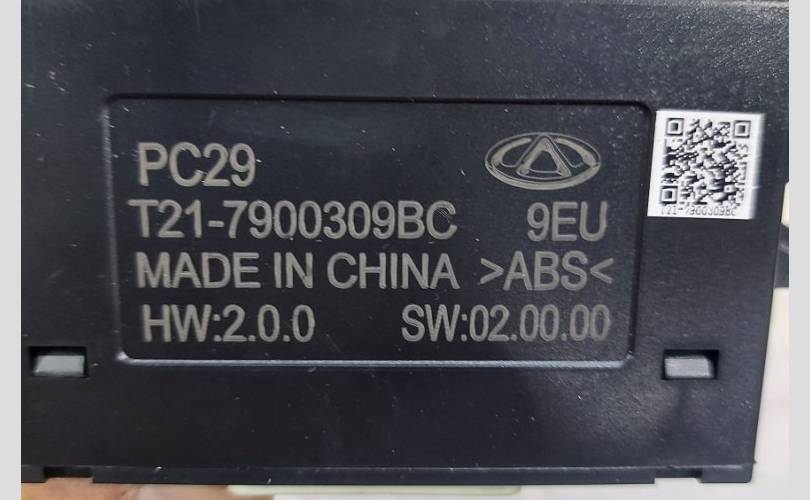 PC29
T21-7900309BC 9EU
MADE IN CHINA >ABS<
HW:2.0.0 SW:02.00.00
T21-7900309BC